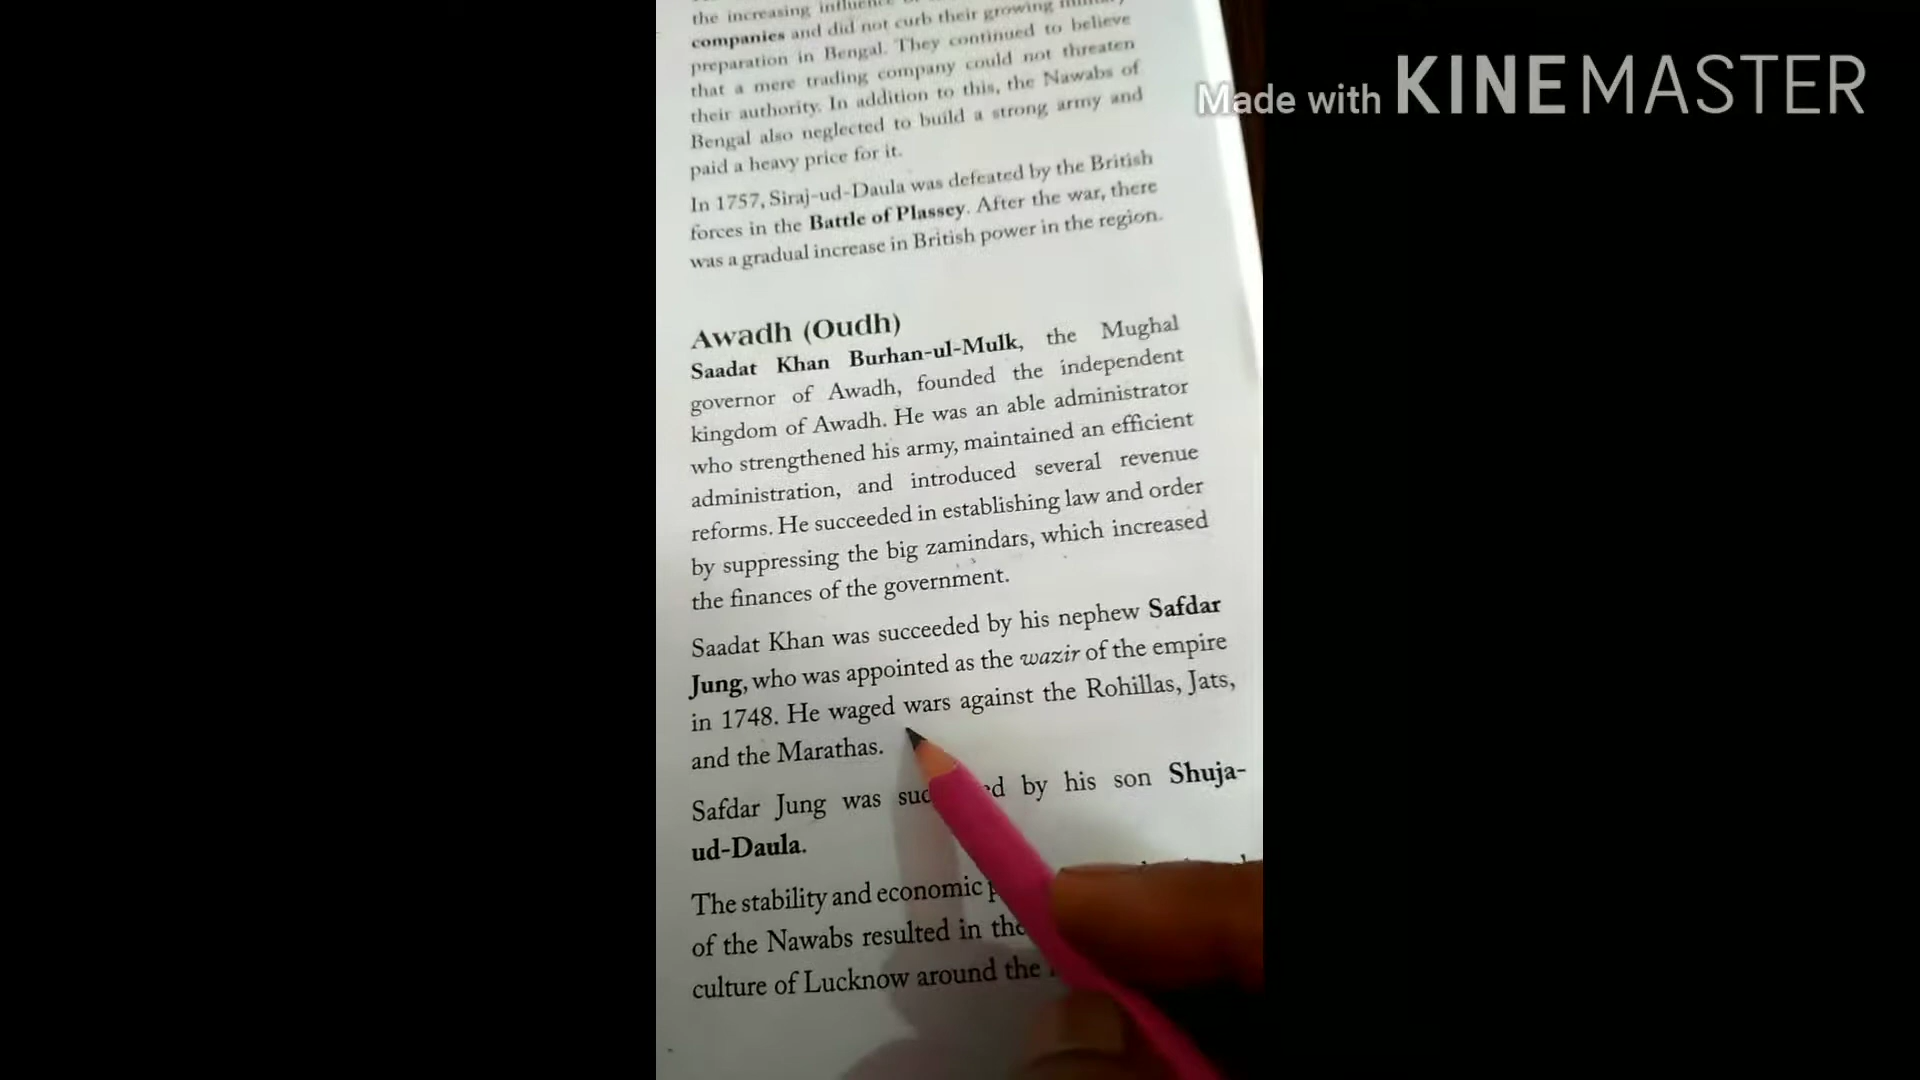 the increasing influence
companies and did not curb their growing
preparation in Bengal. They continued to believe
that a mere trading company could not threaten
their authority. In addition to this, the Nawabs of
Bengal also neglected to build a strong army and
paid a heavy price for it.
In 1757, Siraj-ud-Daula was defeated by the British
forces in the Battle of Plassey. After the war, there
was a gradual increase in British power in the region.
Awadh (Oudh)
Saadat Khan Burhan-ul-Mulk, the Mughal
governor of Awadh, founded the independent
kingdom of Awadh. He was an able administrator
who strengthened his army, maintained an efficient
administration, and introduced several revenue
reforms. He succeeded in establishing law and order
by suppressing the big zamindars, which increased
the finances of the government.
Saadat Khan was succeeded by his nephew Safdar
Jung, who was appointed as the wazir of the empire
in 1748. He waged wars against the Rohillas, Jats,
and the Marathas.
Safdar Jung was by his son Shuja-
ud-Daula.
The stability and economic
of the Nawabs resulted in the
culture of Lucknow around the
Made with KINEMASTER